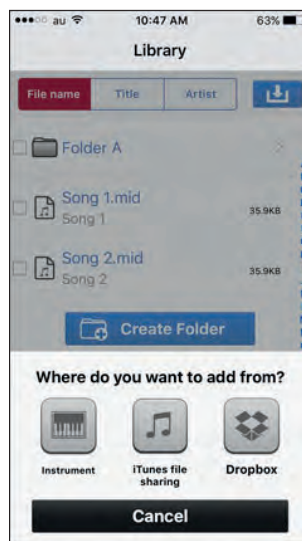 au 10:47 AM 63%
Library
File name Title Artist
Folder A
Song 1.mid
Song 1 35.9KB
Song 2.mid
Song 2 35.9KB
Create Folder
Where do you want to add from?
Instrument iTunes file sharing Dropbox
Cancel